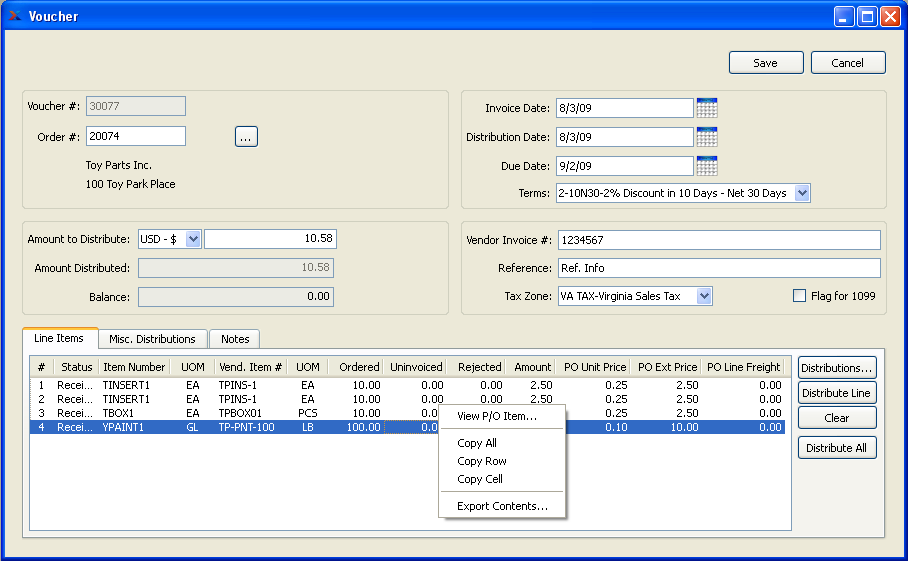 Voucher
Save Cancel
Voucher #: 30077
Order #: 20074 ...
Toy Parts Inc.
100 Toy Park Place
Invoice Date: 8/3/09
Distribution Date: 8/3/09
Due Date: 9/2/09
Terms: 2-10N30-2% Discount in 10 Days - Net 30 Days
Amount to Distribute: USD - $ 10.58
Amount Distributed: 10.58
Balance: 0.00
Vendor Invoice #: 1234567
Reference: Ref. Info
Tax Zone: VA TAX-Virginia Sales Tax Flag for 1099
Line Items Misc. Distributions Notes
# Status Item Number UOM Vend. Item # UOM Ordered Uninvoiced Rejected Amount PO Unit Price PO Ext Price PO Line Freight
1 Recei... TINSERT1 EA TPINS-1 EA 10.00 0.00 0.00 2.50 0.25 2.50 0.00
2 Recei... TINSERT1 EA TPINS-1 EA 10.00 0.00 0.00 2.50 0.25 2.50 0.00
3 Recei... TBOX1 EA TPBOX01 PCS 10.00 0.25 2.50 0.00
4 Recei... YPAINT1 GL TP-PNT-100 LB 100.00 0.10 10.00 0.00
View P/O Item...
Copy All
Copy Row
Copy Cell
Export Contents...
Distributions...
Distribute Line
Clear
Distribute All